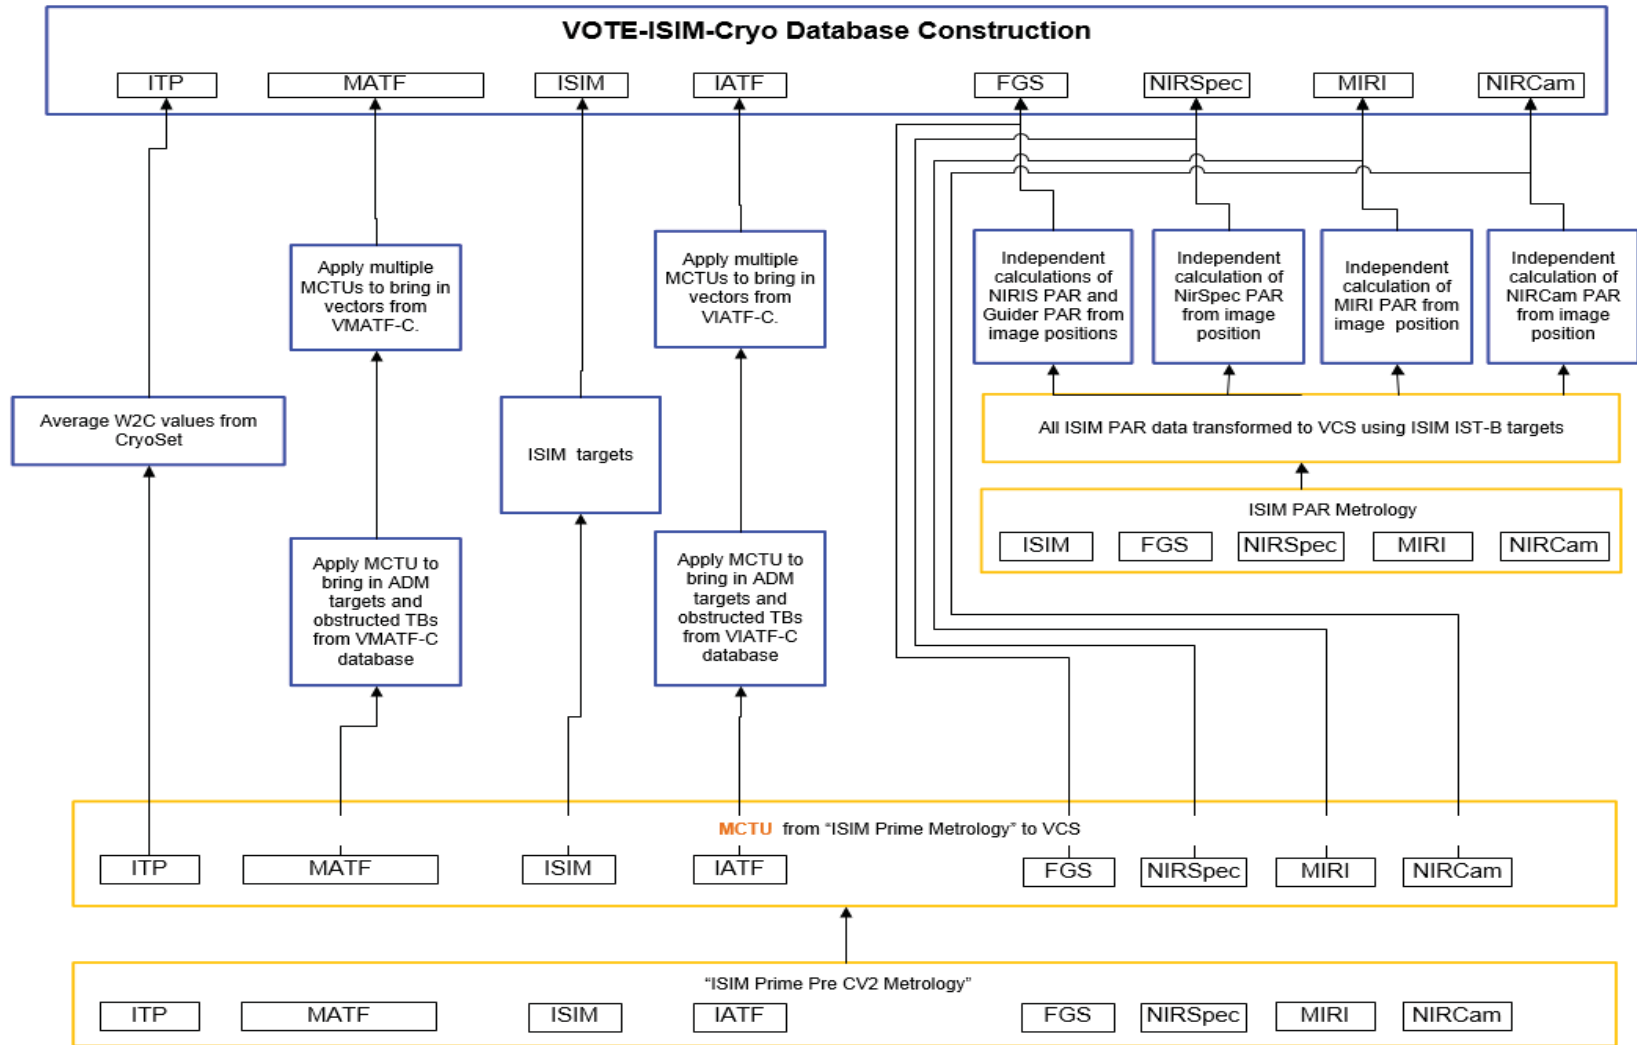 VOTE-ISIM-Cryo Database Construction
ITP
MATF
ISIM
IATF
FGS
NIRSpec
MIRI
NIRCam
Apply multiple
MCTUs to bring in
vectors from
VMATF-C.
Apply multiple
MCTUs to bring in
vectors from
VIATF-C.
Independent
calculations of
NIRIS PAR and
Guider PAR from
image positions
Independent
calculation of
NirSpec PAR
from image
position
Independent
calculation of
MIRI PAR from
image position
Independent
calculation of
NIRCam PAR
from image
position
Average W2C values from
CryoSet
ISIM targets
All ISIM PAR data transformed to VCS using ISIM IST-B targets
ISIM PAR Metrology
ISIM
FGS
NIRSpec
MIRI
NIRCam
Apply MCTU to
bring in ADM
targets and
obstructed TBs
from VMATF-C
database
Apply MCTU to
bring in ADM
targets and
obstructed TBs
from VIATF-C
database
MCTU from “ISIM Prime Metrology” to VCS
ITP
MATF
ISIM
IATF
FGS
NIRSpec
MIRI
NIRCam
“ISIM Prime Pre CV2 Metrology”
ITP
MATF
ISIM
IATF
FGS
NIRSpec
MIRI
NIRCam